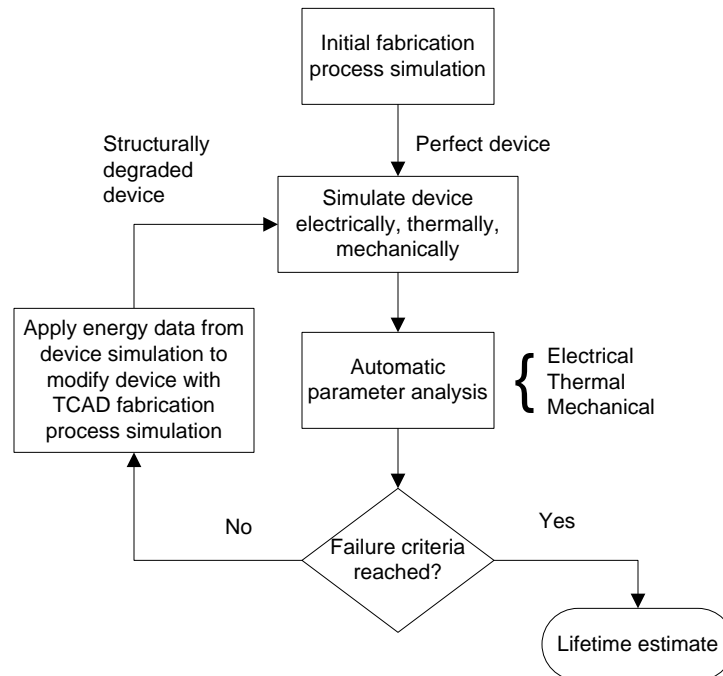 Initial fabrication
process simulation
Structurally
degraded
device
Perfect device
Simulate device
electrically, thermally,
mechanically
Apply energy data from
device simulation to
modify device with
TCAD fabrication
process simulation
Automatic
parameter analysis
{
Electrical
Thermal
Mechanical
No
Yes
Failure criteria
reached?
Lifetime estimate